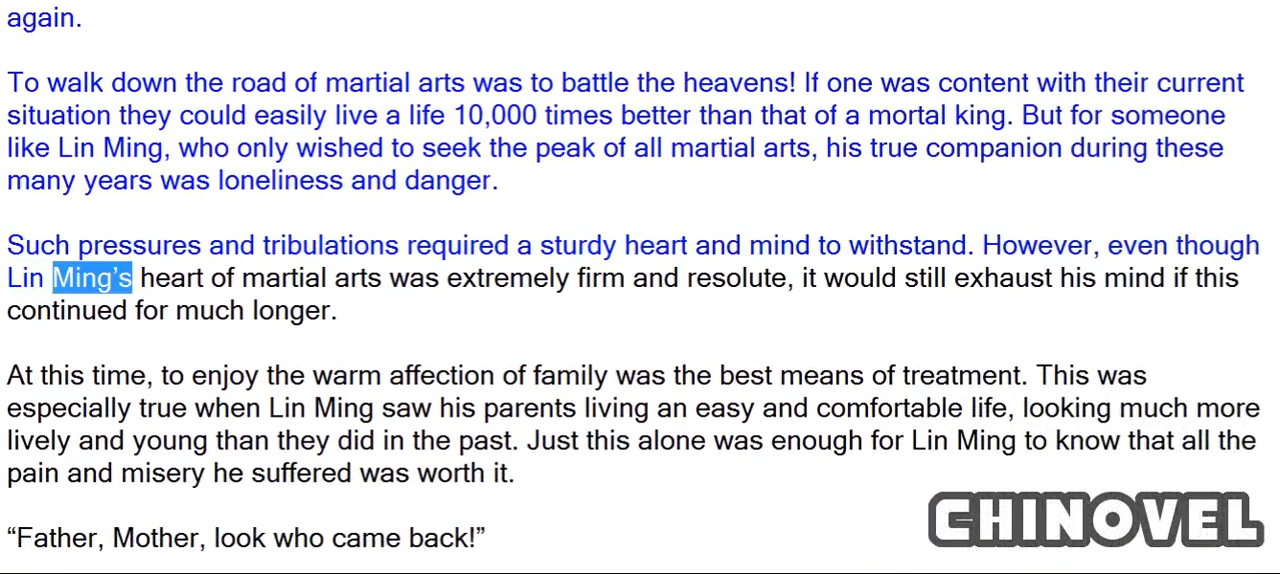 again.
To walk down the road of martial arts was to battle the heavens! If one was content with their current
situation they could easily live a life 10,000 times better than that of a mortal king. But for someone
like Lin Ming, who only wished to seek the peak of all martial arts, his true companion during these
many years was loneliness and danger.
Such pressures and tribulations required a sturdy heart and mind to withstand. However, even though
Lin Ming’s heart of martial arts was extremely firm and resolute, it would still exhaust his mind if this
continued for much longer.
At this time, to enjoy the warm affection of family was the best means of treatment. This was
especially true when Lin Ming saw his parents living an easy and comfortable life, looking much more
lively and young than they did in the past. Just this alone was enough for Lin Ming to know that all the
pain and misery he suffered was worth it.
“Father, Mother, look who came back!”
CHINOVEL